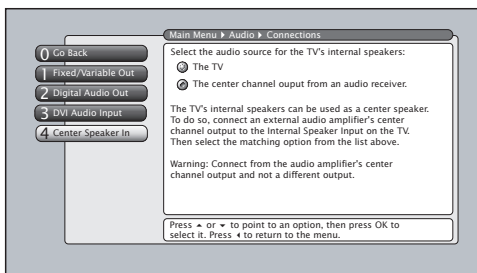 Main Menu ▸ Audio ▸ Connections
0 Go Back
1 Fixed/Variable Out
2 Digital Audio Out
3 DVI Audio Input
4 Center Speaker In
Select the audio source for the TV's internal speakers:
The TV
The center channel ouput from an audio receiver.
The TV's internal speakers can be used as a center speaker.
To do so, connect an external audio amplifier's center
channel output to the Internal Speaker Input on the TV.
Then select the matching option from the list above.
Warning: Connect from the audio amplifier's center
channel output and not a different output.
Press ▴ or ▾ to point to an option, then press OK to
select it. Press ◂ to return to the menu.